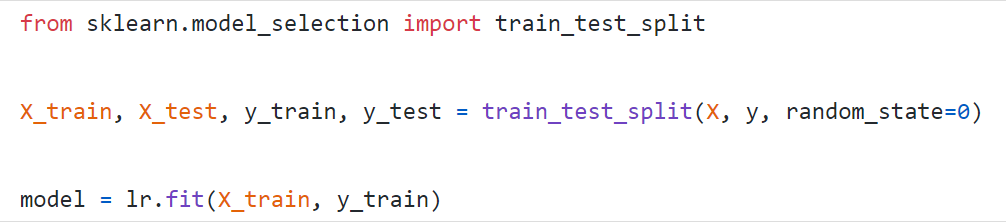 from sklearn.model_selection import train_test_split
X_train, X_test, y_train, y_test = train_test_split(X, y, random_state=0)
model = lr.fit(X_train, y_train)